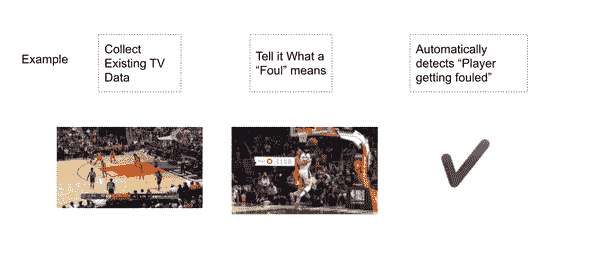 Example
Collect
Existing TV
Data
Tell it What a
“Foul” means
Automatically
detects “Player
getting fouled”